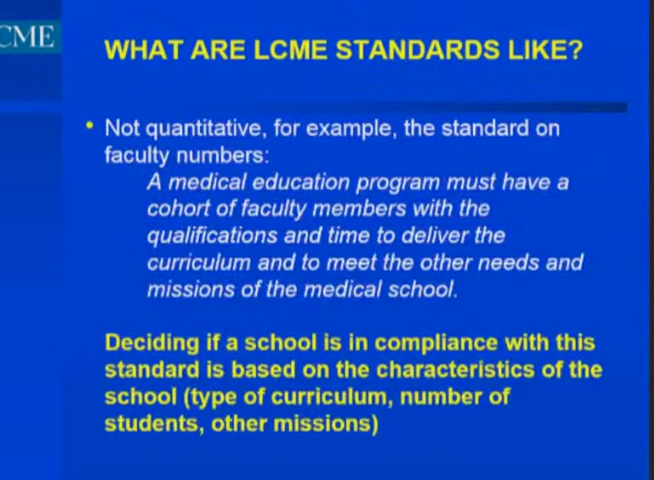 CME
WHAT ARE LCME STANDARDS LIKE?
• Not quantitative, for example, the standard on
faculty numbers:
A medical education program must have a
cohort of faculty members with the
qualifications and time to deliver the
curriculum and to meet the other needs and
missions of the medical school.
Deciding if a school is in compliance with this
standard is based on the characteristics of the
school (type of curriculum, number of
students, other missions)